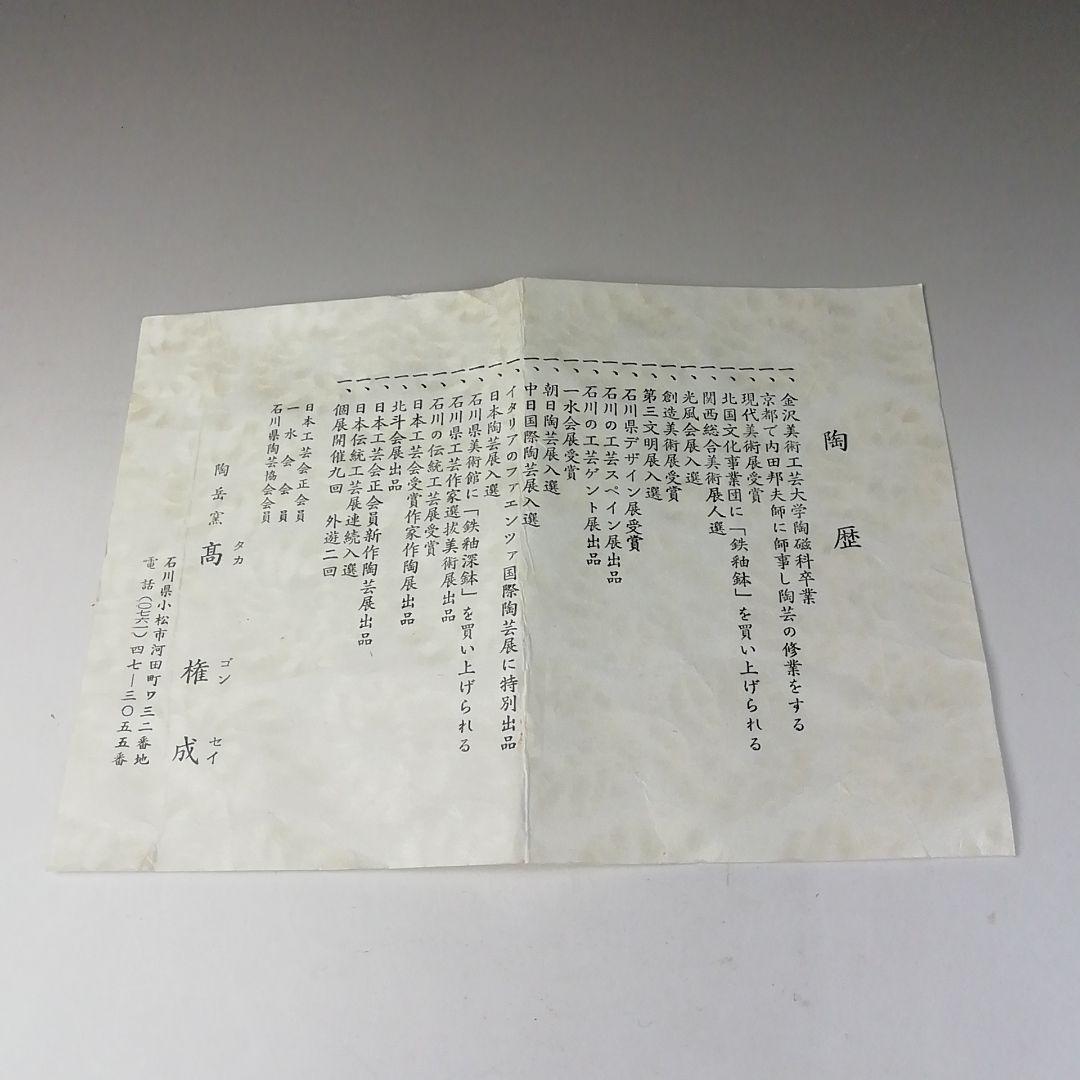 陶歴
一、金沢美術工芸大学陶磁科卒業
一、京都で内田邦夫師に師事し陶芸の修業をする
一、現代美術展受賞
一、北国文化事業団に「鉄釉鉢」を買い上げられる
一、関西総合美術展入選
一、光風会展入選
一、創造美術展受賞
一、第三文明展入選
一、石川県デザイン展受賞
一、石川の工芸スペイン展出品
一、石川の工芸ゲント展出品
一、一水会展受賞
一、朝日陶芸展入選
一、中日国際陶芸展入選
一、イタリアのファエンツァ国際陶芸展に特別出品
一、日本陶芸展入選
一、石川県美術館に「鉄釉深鉢」を買い上げられる
一、石川県工芸作家選抜美術展出品
一、石川の伝統工芸展受賞
一、日本工芸会受賞作家作陶展出品
一、北斗会展出品
一、日本工芸会正会員新作陶芸展出品
一、日本伝統工芸展連続入選
一、個展開催九回 外遊二回
日本工芸会正会員
一水会会員
石川県陶芸協会会員
陶岳窯 髙権成
タカ ゴン セイ
石川県小松市河田町ワ三二番地
電話(〇七六一)四七―三〇五五番